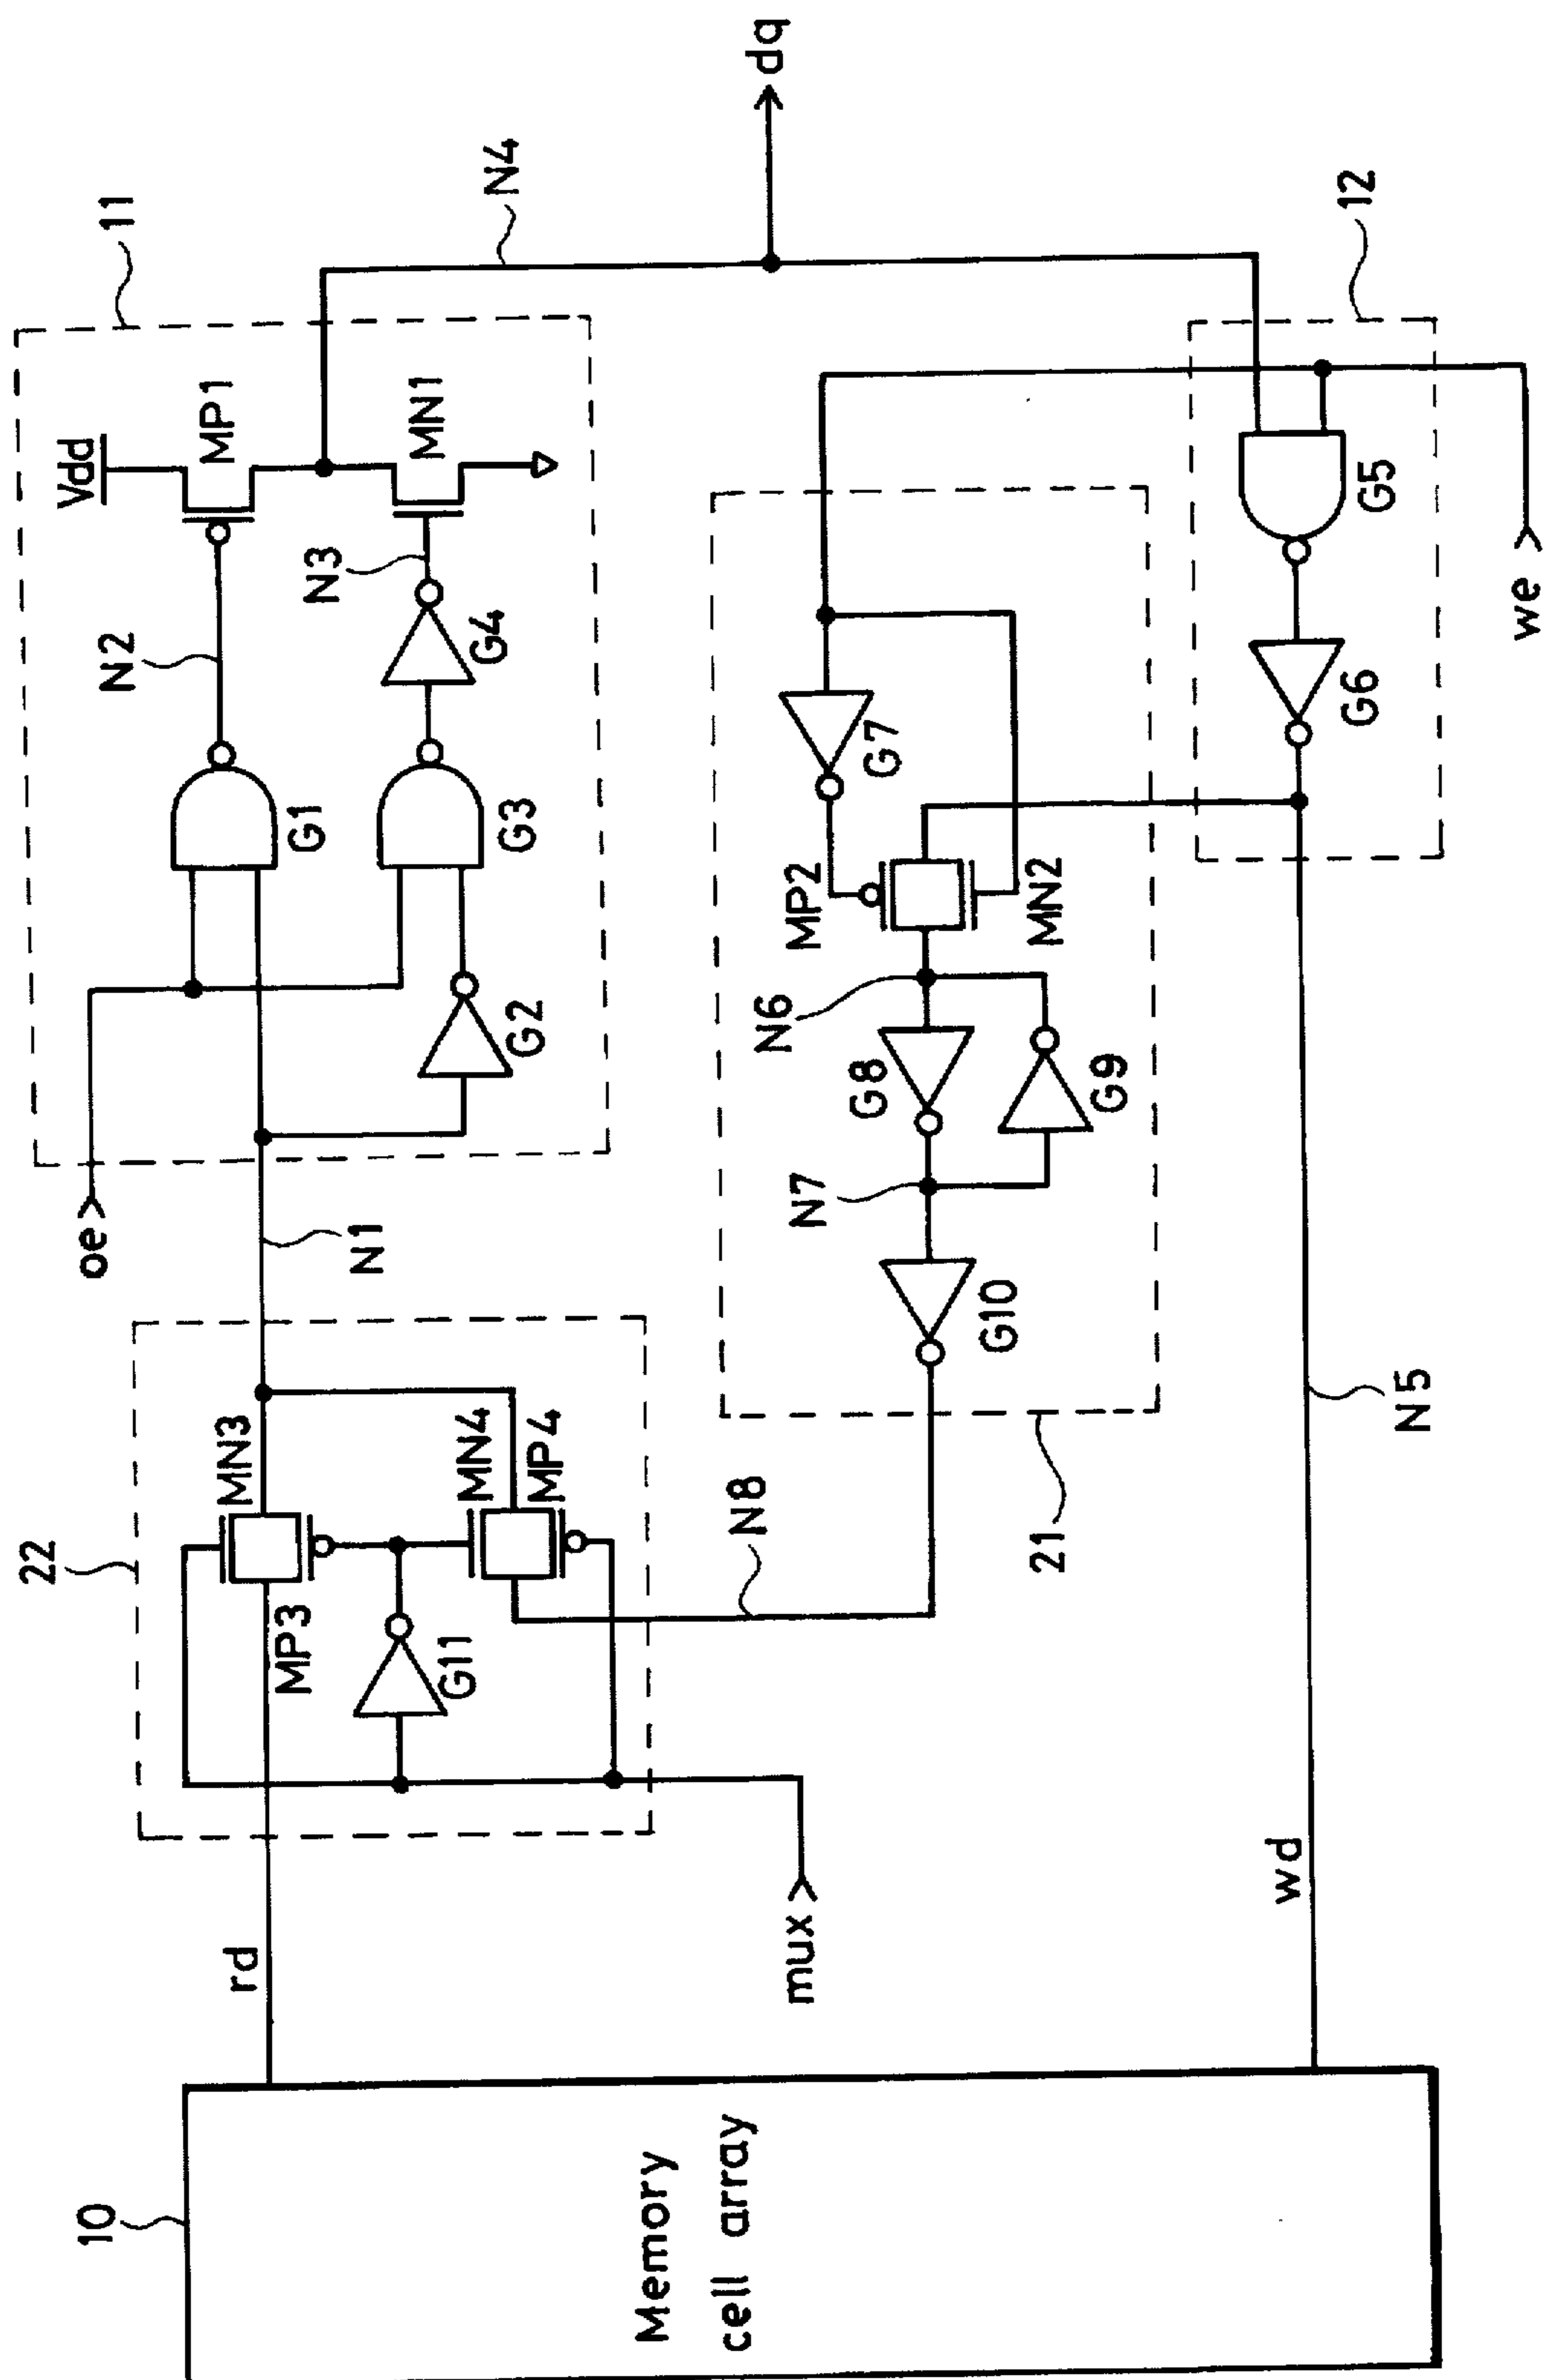 10
Memory
cell array
rd
wd
mux
22
MN3
MP3
G11
MN4
MP4
N8
21
N1
N5
oe
11
G1
G2
G3
G4
N2
N3
Vdd
MP1
MN1
N4
dq
N6
N7
G7
G8
G9
G10
MP2
MN2
12
G5
G6
we